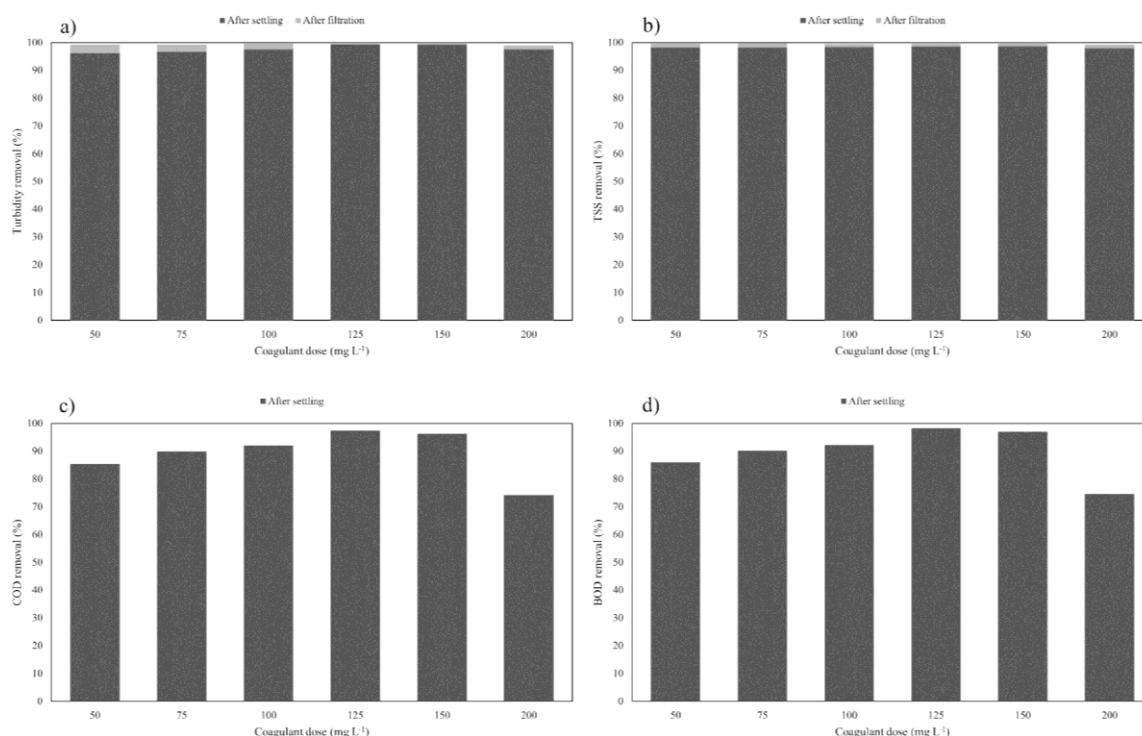 a)
■ After settling ■ After filtration
Turbidity removal (%)
100
90
80
70
60
50
40
30
20
10
0
50 75 100 125 150 200
Coagulant dose (mg L⁻¹)
b)
■ After settling ■ After filtration
TSS removal (%)
100
90
80
70
60
50
40
30
20
10
0
50 75 100 125 150 200
Coagulant dose (mg L⁻¹)
c)
■ After settling
COD removal (%)
100
90
80
70
60
50
40
30
20
10
0
50 75 100 125 150 200
Coagulant dose (mg L⁻¹)
d)
■ After settling
BOD removal (%)
100
90
80
70
60
50
40
30
20
10
0
50 75 100 125 150 200
Coagulant dose (mg L⁻¹)